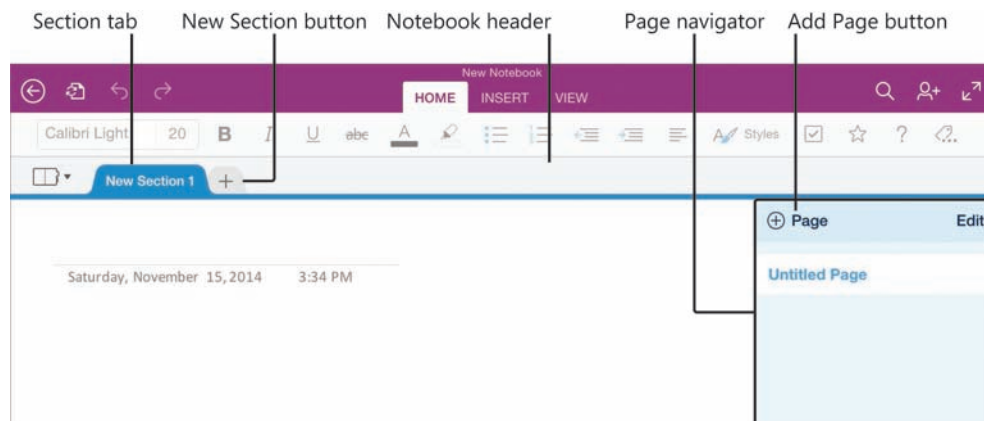 Section tab New Section button Notebook header Page navigator Add Page button
New Notebook
HOME INSERT VIEW
Calibri Light 20 B I U abc A Styles ?
New Section 1
Page Edit
Saturday, November 15, 2014 3:34 PM
Untitled Page